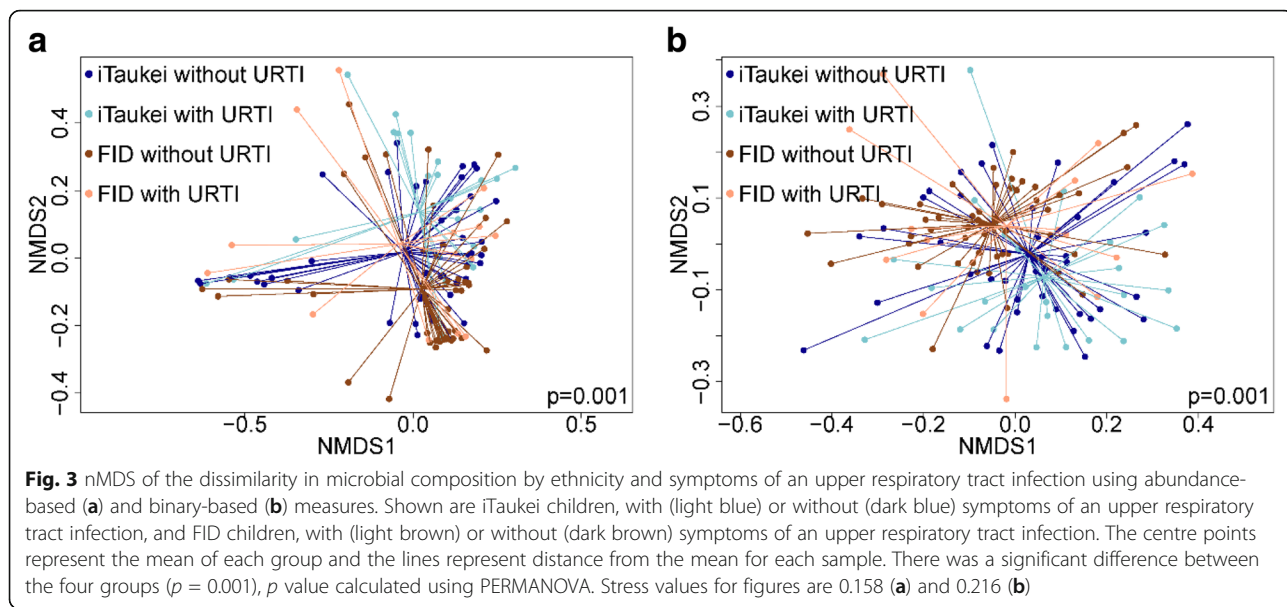 a
iTaukei without URTI
iTaukei with URTI
FID without URTI
FID with URTI
NMDS2
0.4
0.2
0.0
−0.2
−0.4
−0.5
0.0
0.5
NMDS1
p=0.001
b
iTaukei without URTI
iTaukei with URTI
FID without URTI
FID with URTI
NMDS2
0.3
0.1
−0.1
−0.3
−0.6
−0.4
−0.2
0.0
0.2
0.4
NMDS1
p=0.001
Fig. 3 nMDS of the dissimilarity in microbial composition by ethnicity and symptoms of an upper respiratory tract infection using abundance-
based (a) and binary-based (b) measures. Shown are iTaukei children, with (light blue) or without (dark blue) symptoms of an upper respiratory
tract infection, and FID children, with (light brown) or without (dark brown) symptoms of an upper respiratory tract infection. The centre points
represent the mean of each group and the lines represent distance from the mean for each sample. There was a significant difference between
the four groups (p = 0.001), p value calculated using PERMANOVA. Stress values for figures are 0.158 (a) and 0.216 (b)